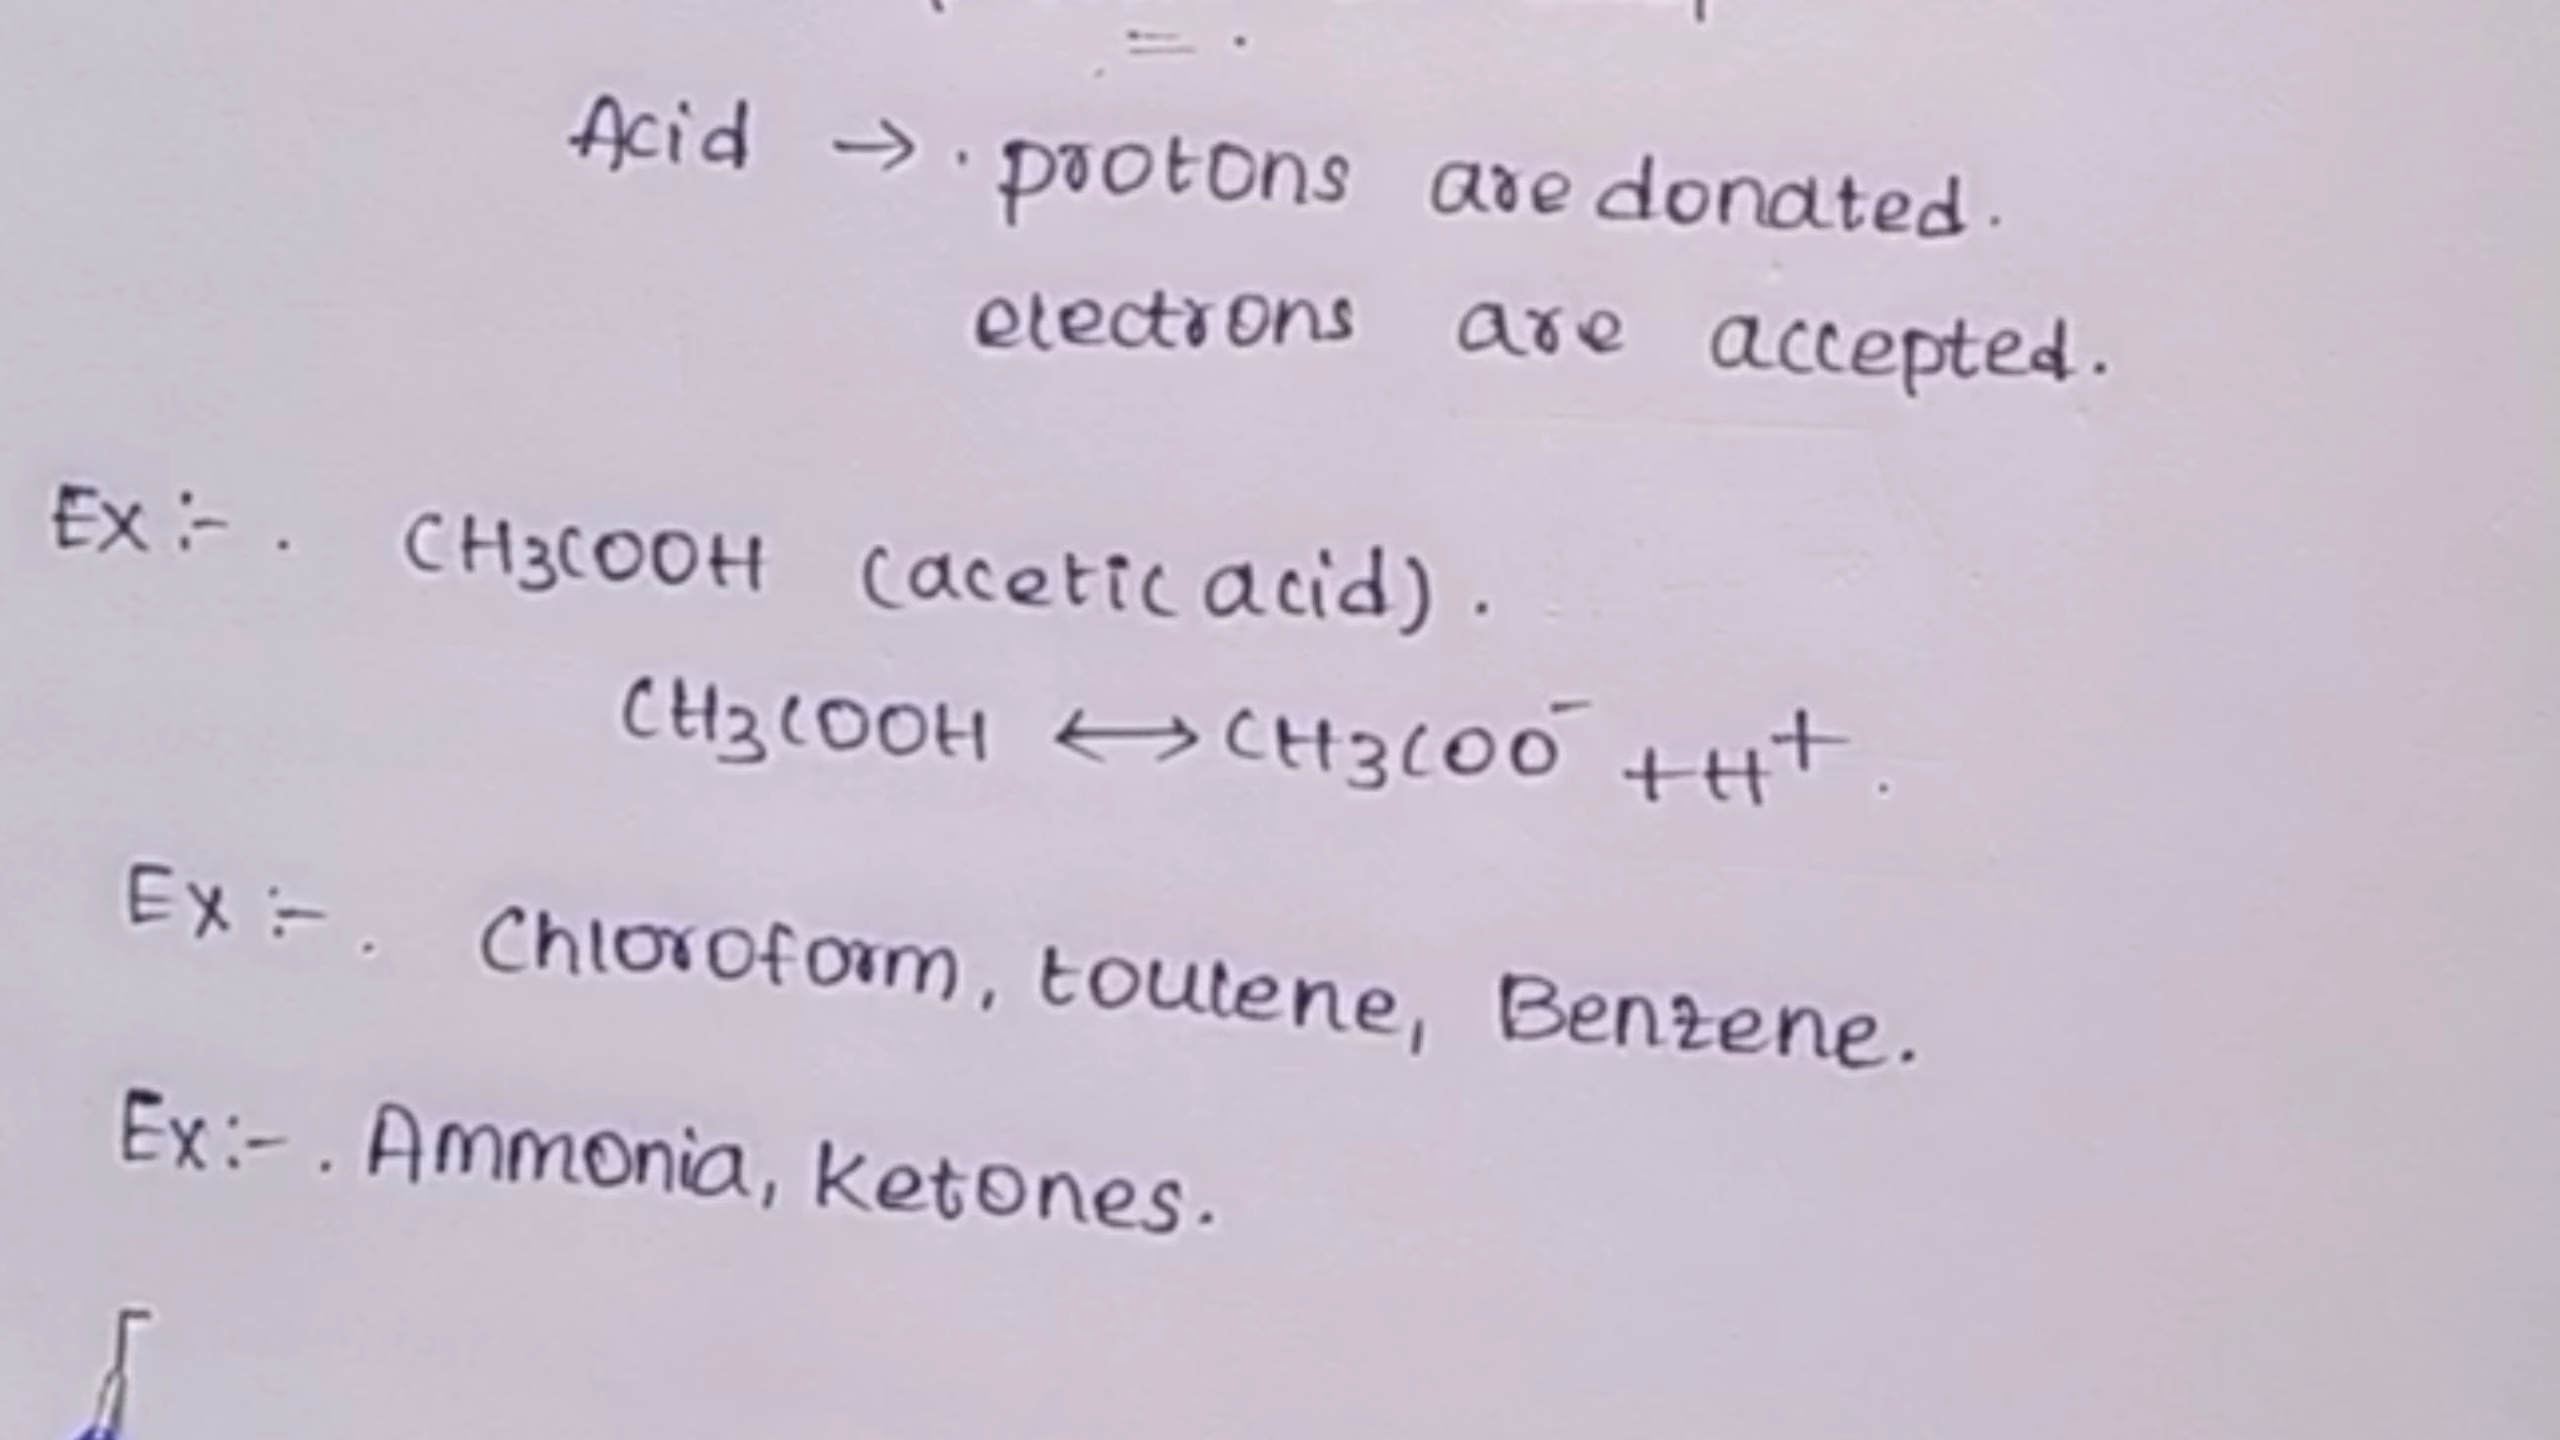 Acid → . protons are donated.
electrons are accepted.
Ex :- . CH3COOH (acetic acid) .
CH3COOH ⟷ CH3COO⁻ + H⁺ .
Ex :- . Chloroform, toulene, Benzene.
Ex:- . Ammonia, Ketones.